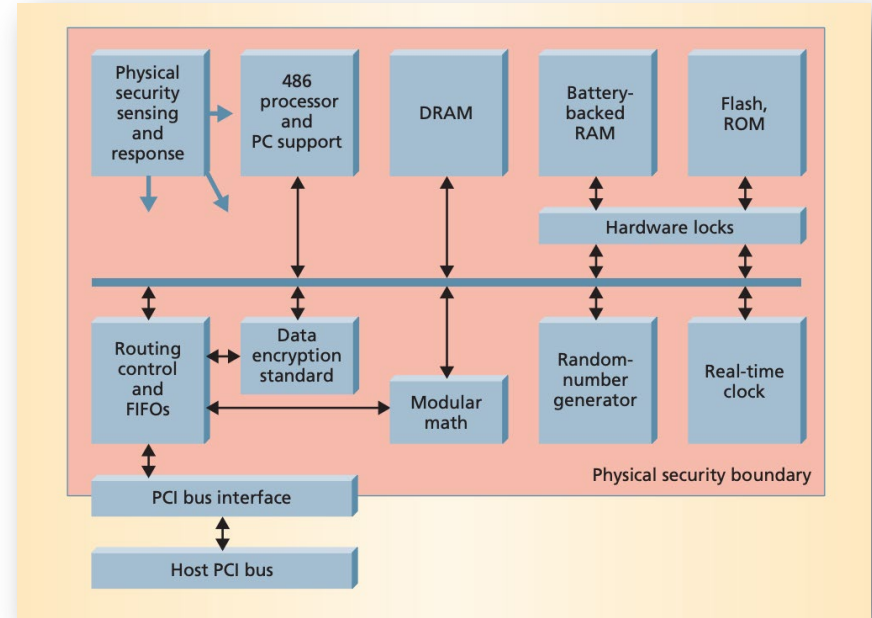 Physical
security
sensing
and
response
486
processor
and
PC support
DRAM
Battery-
backed
RAM
Flash,
ROM
Hardware locks
Routing
control
and
FIFOs
Data
encryption
standard
Modular
math
Random-
number
generator
Real-time
clock
Physical security boundary
PCI bus interface
Host PCI bus